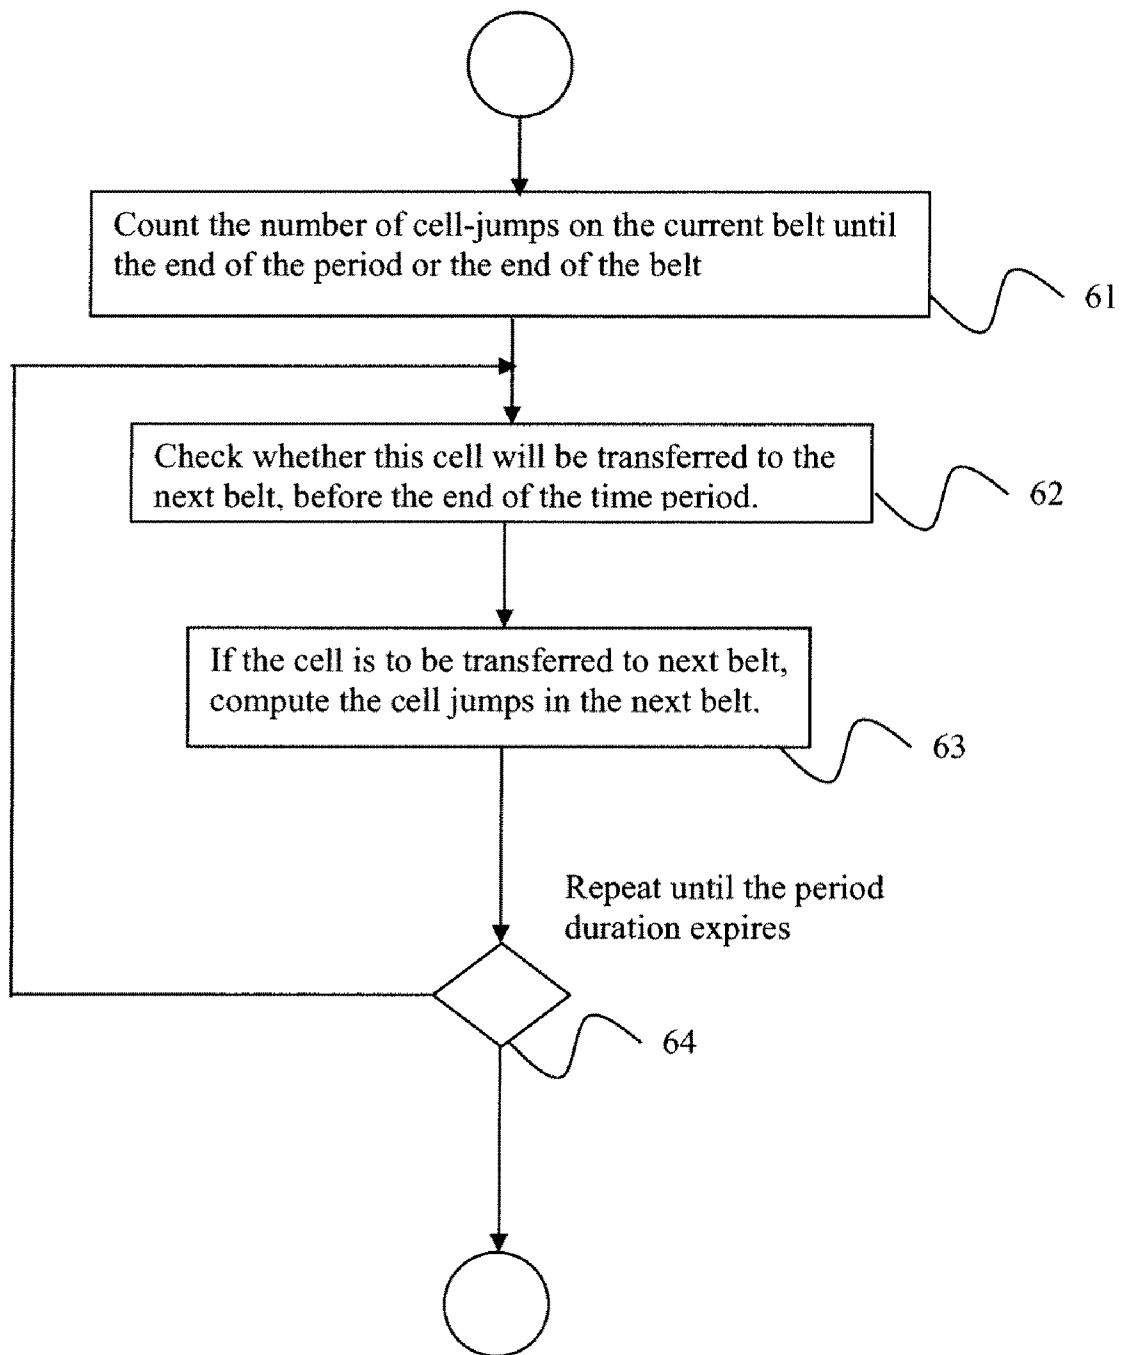 Count the number of cell-jumps on the current belt until
the end of the period or the end of the belt
61
Check whether this cell will be transferred to the
next belt, before the end of the time period.
62
If the cell is to be transferred to next belt,
compute the cell jumps in the next belt.
63
Repeat until the period
duration expires
64